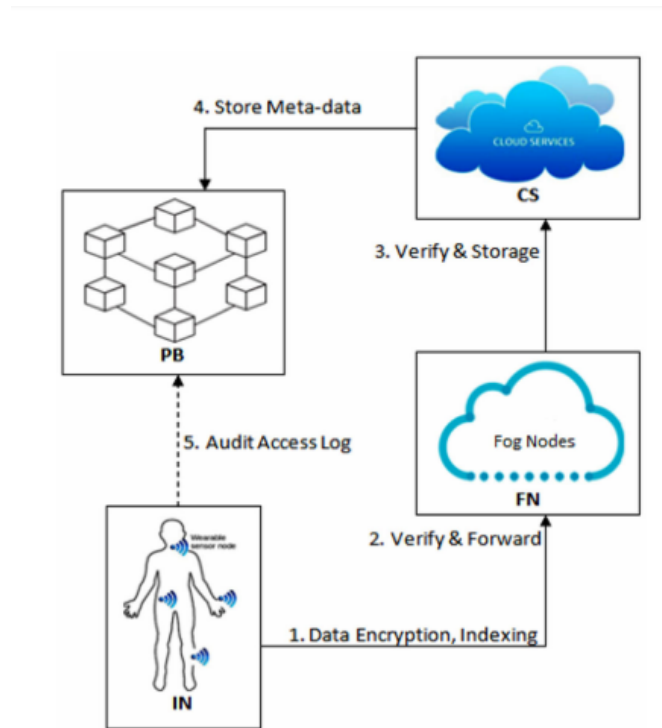 4. Store Meta-data
CLOUD SERVICES
CS
3. Verify & Storage
PB
Fog Nodes
FN
5. Audit Access Log
2. Verify & Forward
Wearable
sensor node
1. Data Encryption, Indexing
IN